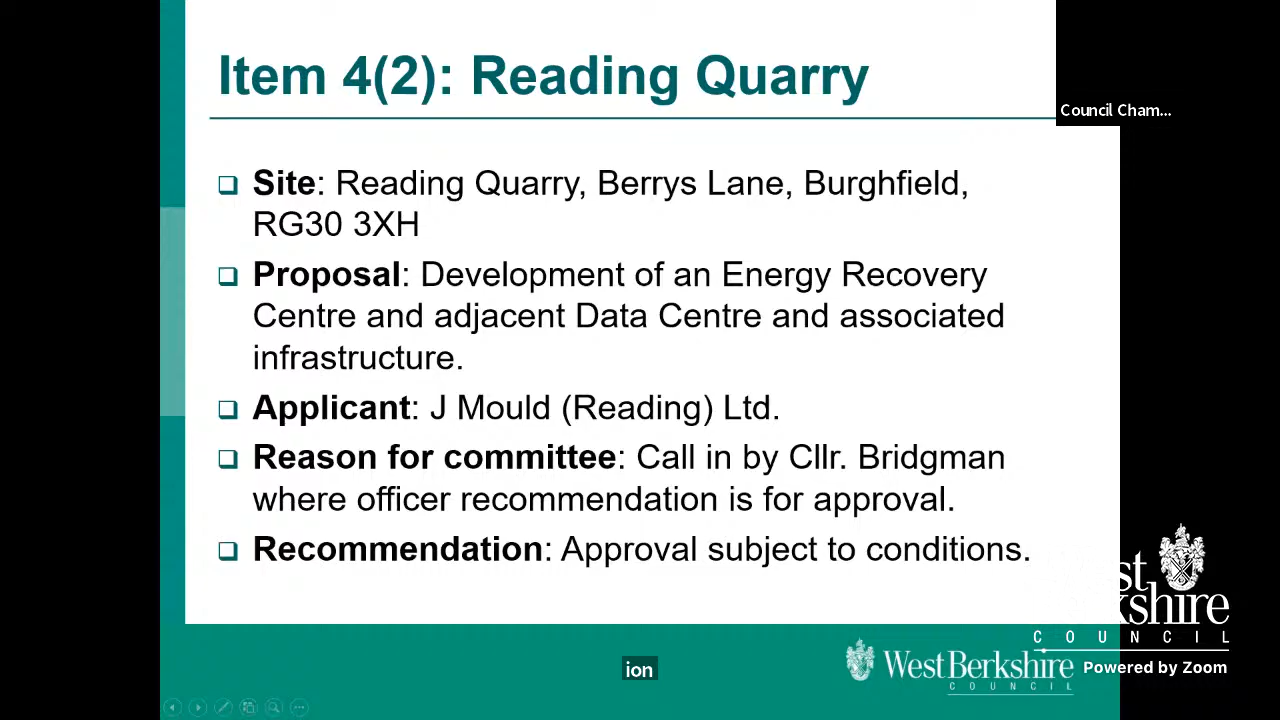 Item 4(2): Reading Quarry
Council Cham...
Site: Reading Quarry, Berrys Lane, Burghfield,
RG30 3XH
Proposal: Development of an Energy Recovery
Centre and adjacent Data Centre and associated
infrastructure.
Applicant: J Mould (Reading) Ltd.
Reason for committee: Call in by Cllr. Bridgman
where officer recommendation is for approval.
Recommendation: Approval subject to conditions.
st
kshire
COUNCIL
ion
West Berkshire
COUNCIL
Powered by Zoom